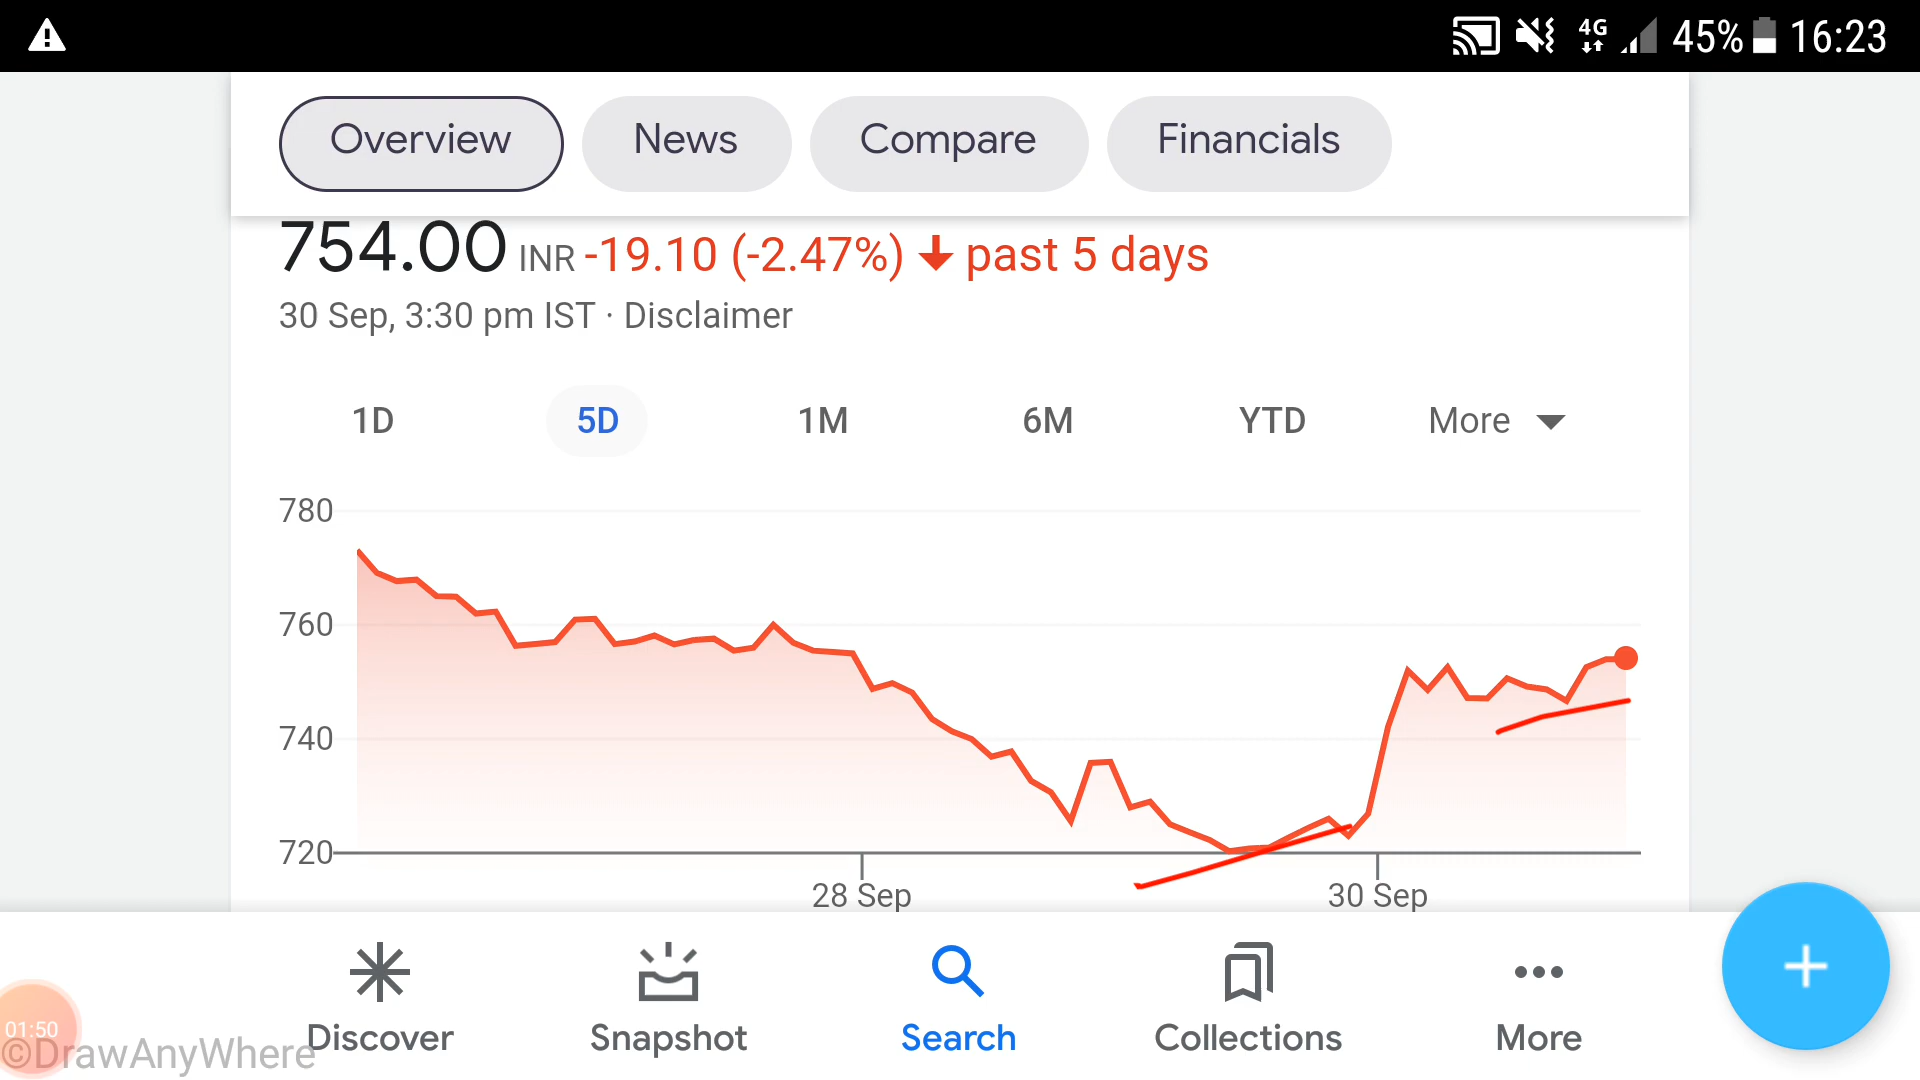 4G 45% 16:23
Overview News Compare Financials
754.00 INR -19.10 (-2.47%) ↓ past 5 days
30 Sep, 3:30 pm IST · Disclaimer
1D 5D 1M 6M YTD More
780
760
740
720
28 Sep 30 Sep
Discover Snapshot Search Collections More
01:50
©DrawAnyWhere